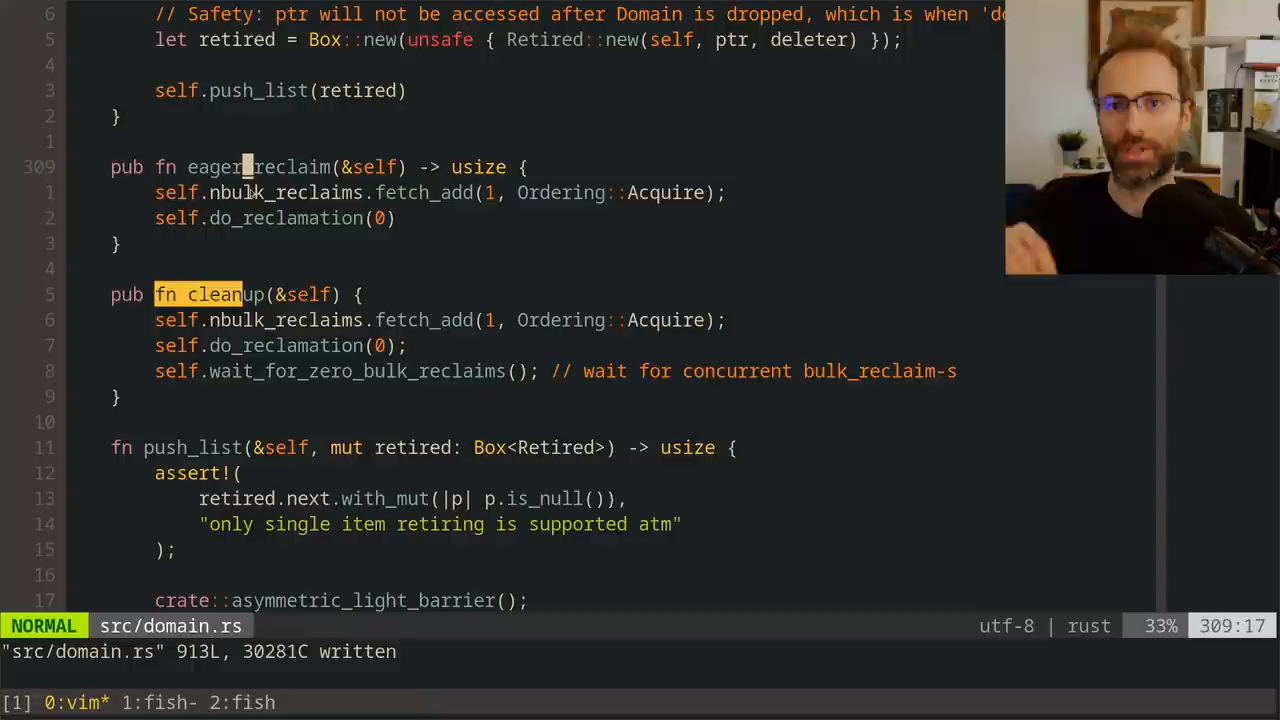 6 // Safety: ptr will not be accessed after Domain is dropped, which is when 'do
5 let retired = Box::new(unsafe { Retired::new(self, ptr, deleter) });
4
3 self.push_list(retired)
2 }
1
309 pub fn eager_reclaim(&self) -> usize {
1 self.nbulk_reclaims.fetch_add(1, Ordering::Acquire);
2 self.do_reclamation(0)
3 }
4
5 pub fn cleanup(&self) {
6 self.nbulk_reclaims.fetch_add(1, Ordering::Acquire);
7 self.do_reclamation(0);
8 self.wait_for_zero_bulk_reclaims(); // wait for concurrent bulk_reclaim-s
9 }
10
11 fn push_list(&self, mut retired: Box<Retired>) -> usize {
12 assert!(
13 retired.next.with_mut(|p| p.is_null()),
14 "only single item retiring is supported atm"
15 );
16
17 crate::asymmetric_light_barrier();
NORMAL src/domain.rs utf-8 | rust 33% 309:17
"src/domain.rs" 913L, 30281C written
[1] 0:vim* 1:fish- 2:fish